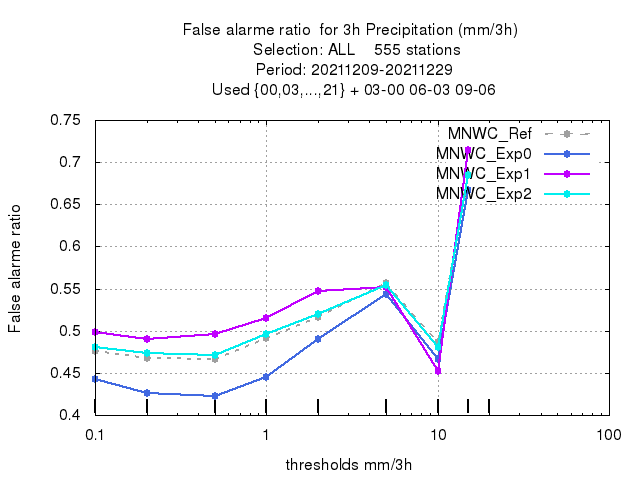 False alarme ratio  for 3h Precipitation (mm/3h)
Selection: ALL    555 stations
Period: 20211209-20211229
Used {00,03,...,21} + 03-00 06-03 09-06
MNWC_Ref
MNWC_Exp0
MNWC_Exp1
MNWC_Exp2
False alarme ratio
0.75
0.7
0.65
0.6
0.55
0.5
0.45
0.4
0.1
1
10
100
thresholds mm/3h